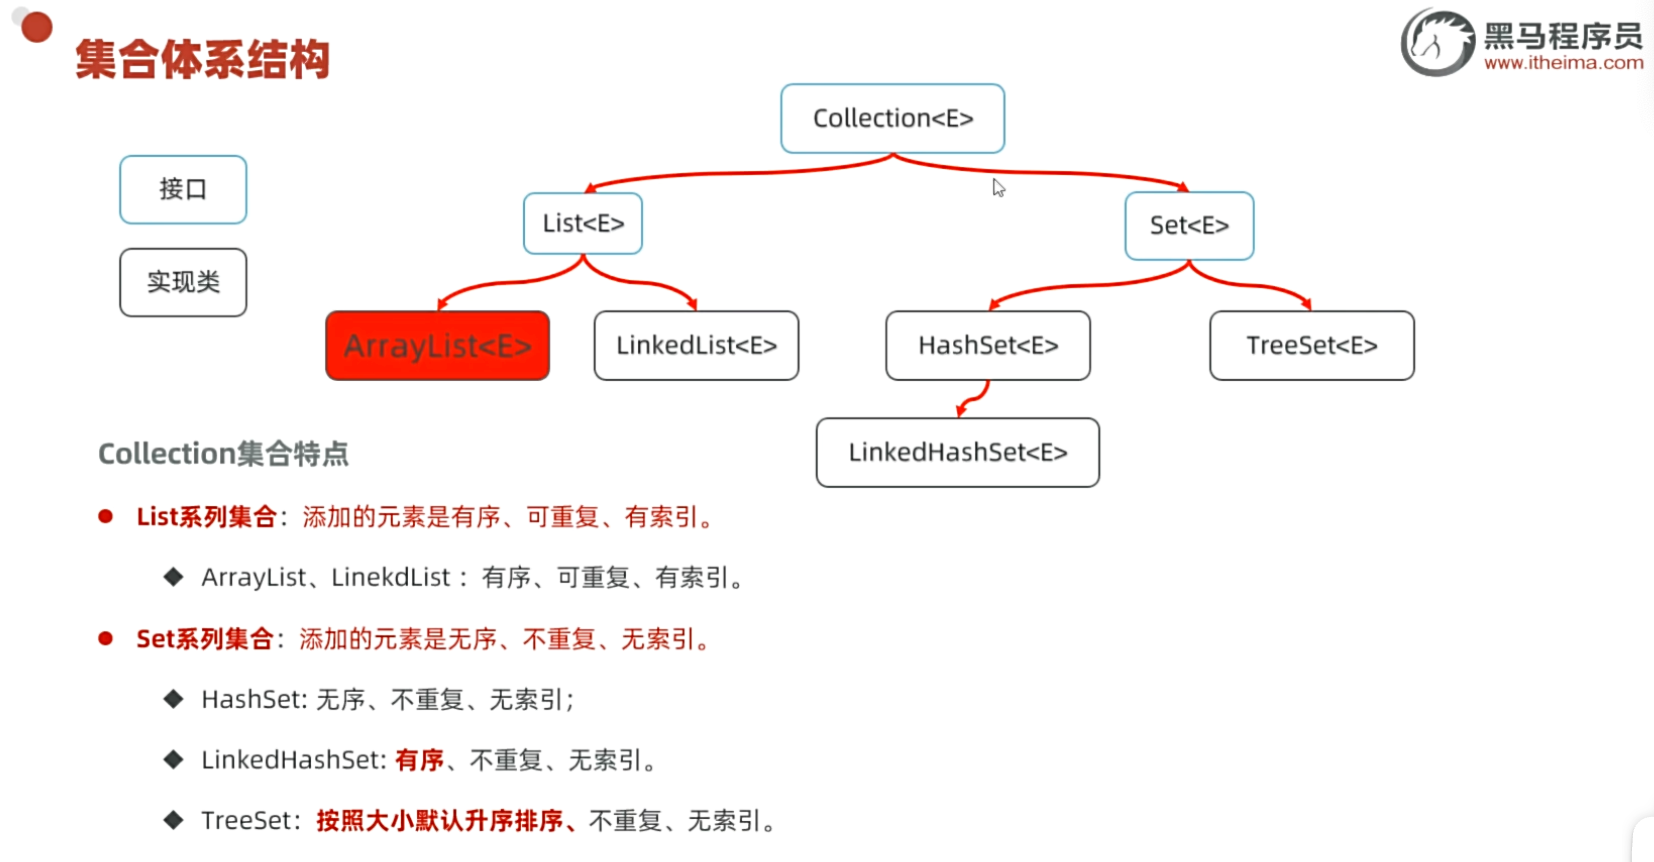 集合体系结构
黑马程序员
www.itheima.com
Collection<E>
接口
List<E>
Set<E>
实现类
ArrayList<E>
LinkedList<E>
HashSet<E>
TreeSet<E>
LinkedHashSet<E>
Collection集合特点
List系列集合：添加的元素是有序、可重复、有索引。
ArrayList、LinekdList ：有序、可重复、有索引。
Set系列集合：添加的元素是无序、不重复、无索引。
HashSet: 无序、不重复、无索引；
LinkedHashSet: 有序、不重复、无索引。
TreeSet：按照大小默认升序排序、不重复、无索引。